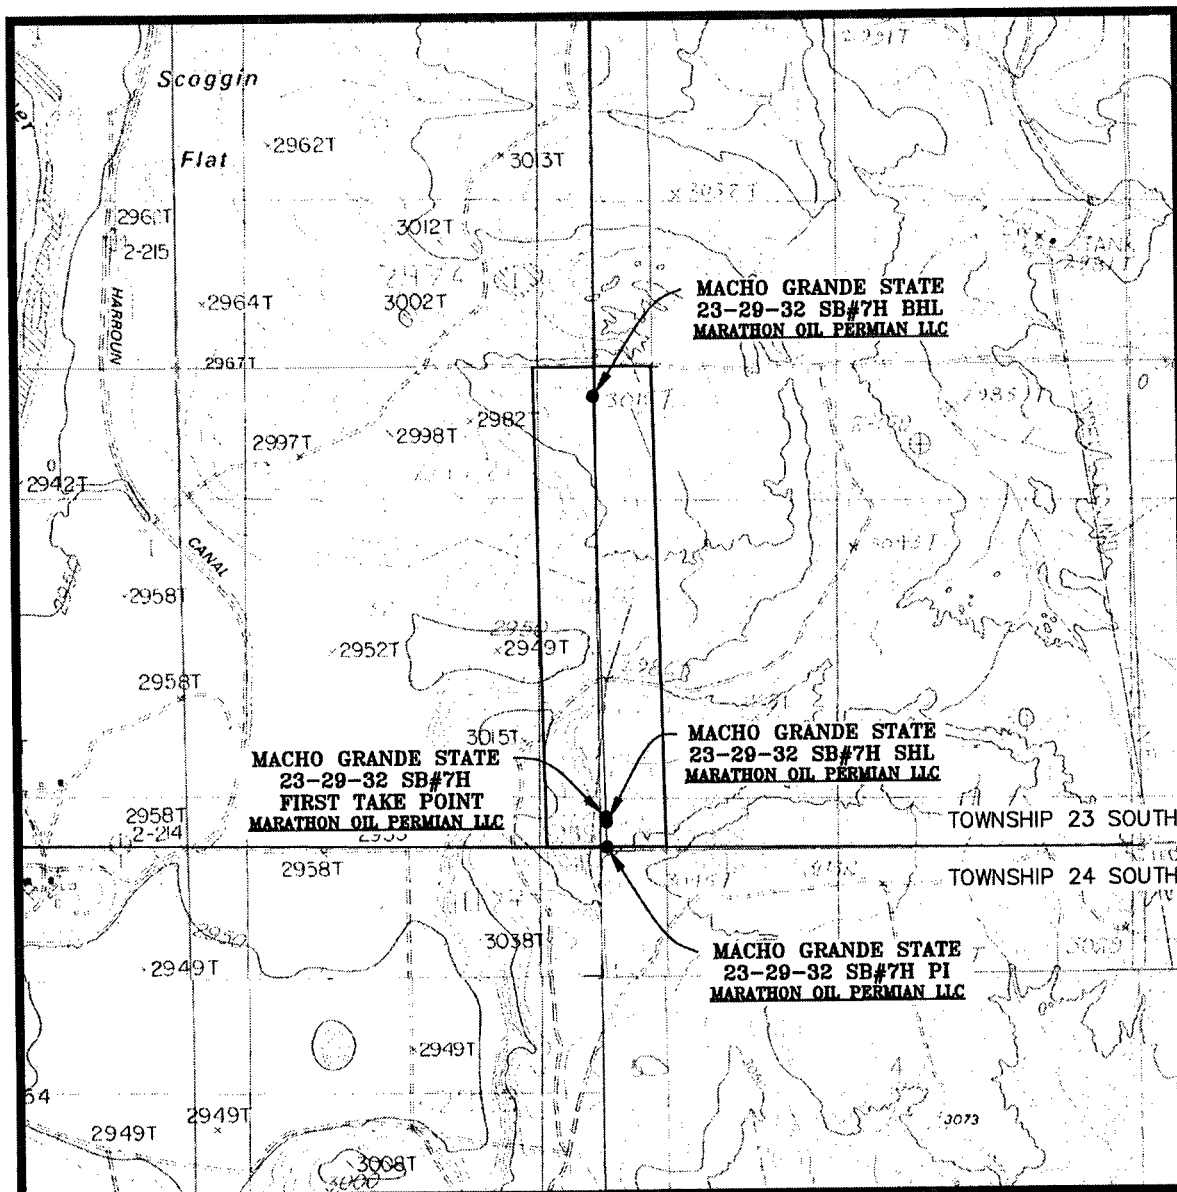 Scoggin
Flat
2962T
3013T
3012T
2-215
2964T
3002T
HARROUN
MACHO GRANDE STATE
23-29-32 SB#7H BHL
MARATHON OIL PERMIAN LLC
2967T
2982T
2998T
2997T
2942T
CANAL
2958T
2952T
2950
2949T
2958T
3015T
MACHO GRANDE STATE
23-29-32 SB#7H SHL
MARATHON OIL PERMIAN LLC
MACHO GRANDE STATE
23-29-32 SB#7H
FIRST TAKE POINT
MARATHON OIL PERMIAN LLC
2958T
2-214
TOWNSHIP 23 SOUTH
2958T
TOWNSHIP 24 SOUTH
2950
3038T
2949T
MACHO GRANDE STATE
23-29-32 SB#7H PI
MARATHON OIL PERMIAN LLC
2949T
4
2949T
2949T
3073
3008T
3000